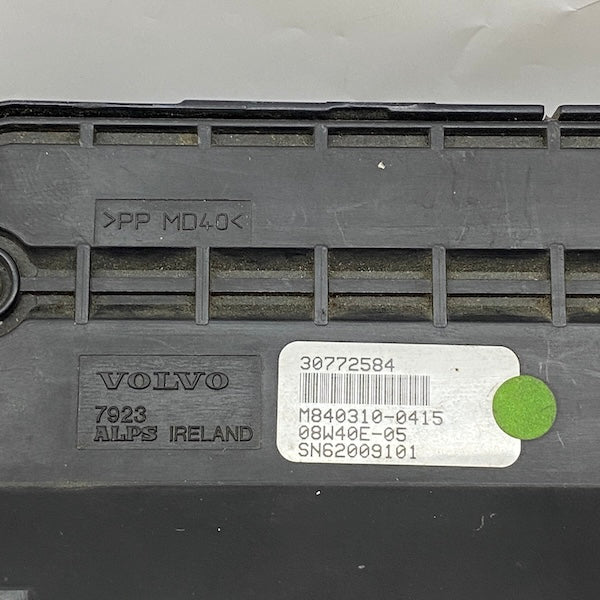 >PP MD40<
VOLVO
7923
ALPS IRELAND
30772584
M840310-0415
08W40E-05
SN62009101